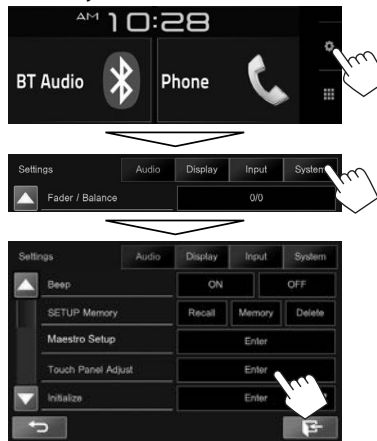 AM 10:28
BT Audio Phone
Settings Audio Display Input System
Fader / Balance 0/0
Settings Audio Display Input System
Beep ON OFF
SETUP Memory Recall Memory Delete
Maestro Setup Enter
Touch Panel Adjust Enter
Initialize Enter